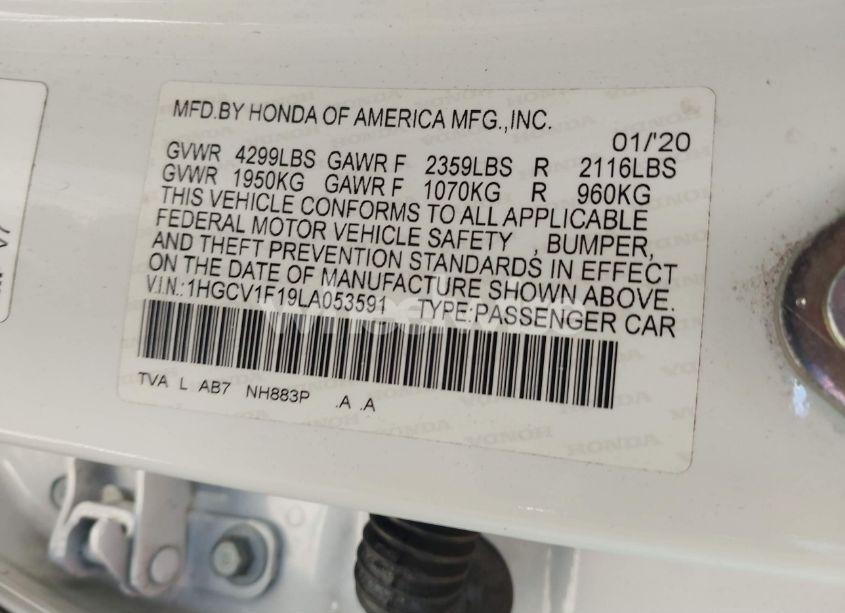 MFD.BY HONDA OF AMERICA MFG.,INC.
01/'20
GVWR 4299LBS GAWR F 2359LBS R 2116LBS
GVWR 1950KG GAWR F 1070KG R 960KG
THIS VEHICLE CONFORMS TO ALL APPLICABLE
FEDERAL MOTOR VEHICLE SAFETY , BUMPER,
AND THEFT PREVENTION STANDARDS IN EFFECT
ON THE DATE OF MANUFACTURE SHOWN ABOVE.
V.I.N.:1HGCV1F19LA053591 TYPE:PASSENGER CAR
TVA L AB7 NH883P .A .A